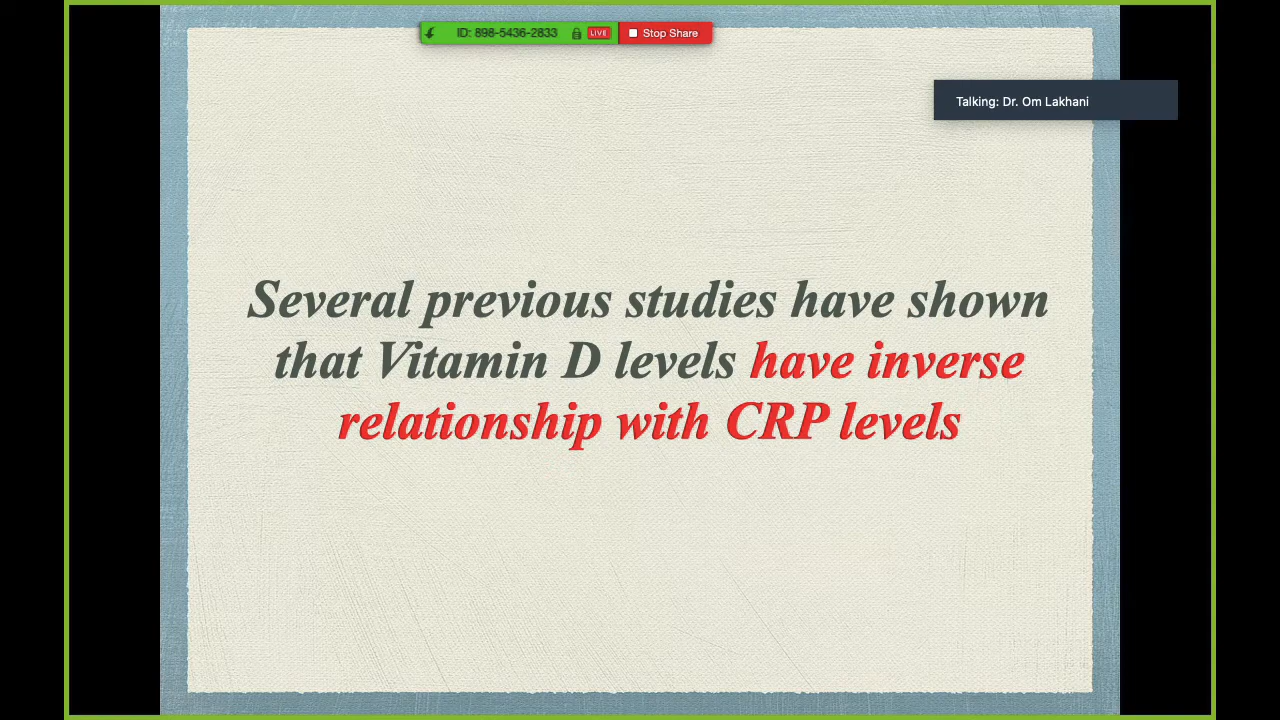 ID: 898-5436-2833 LIVE Stop Share
Talking: Dr. Om Lakhani
Several previous studies have shown
that Vitamin D levels have inverse
relationship with CRP levels